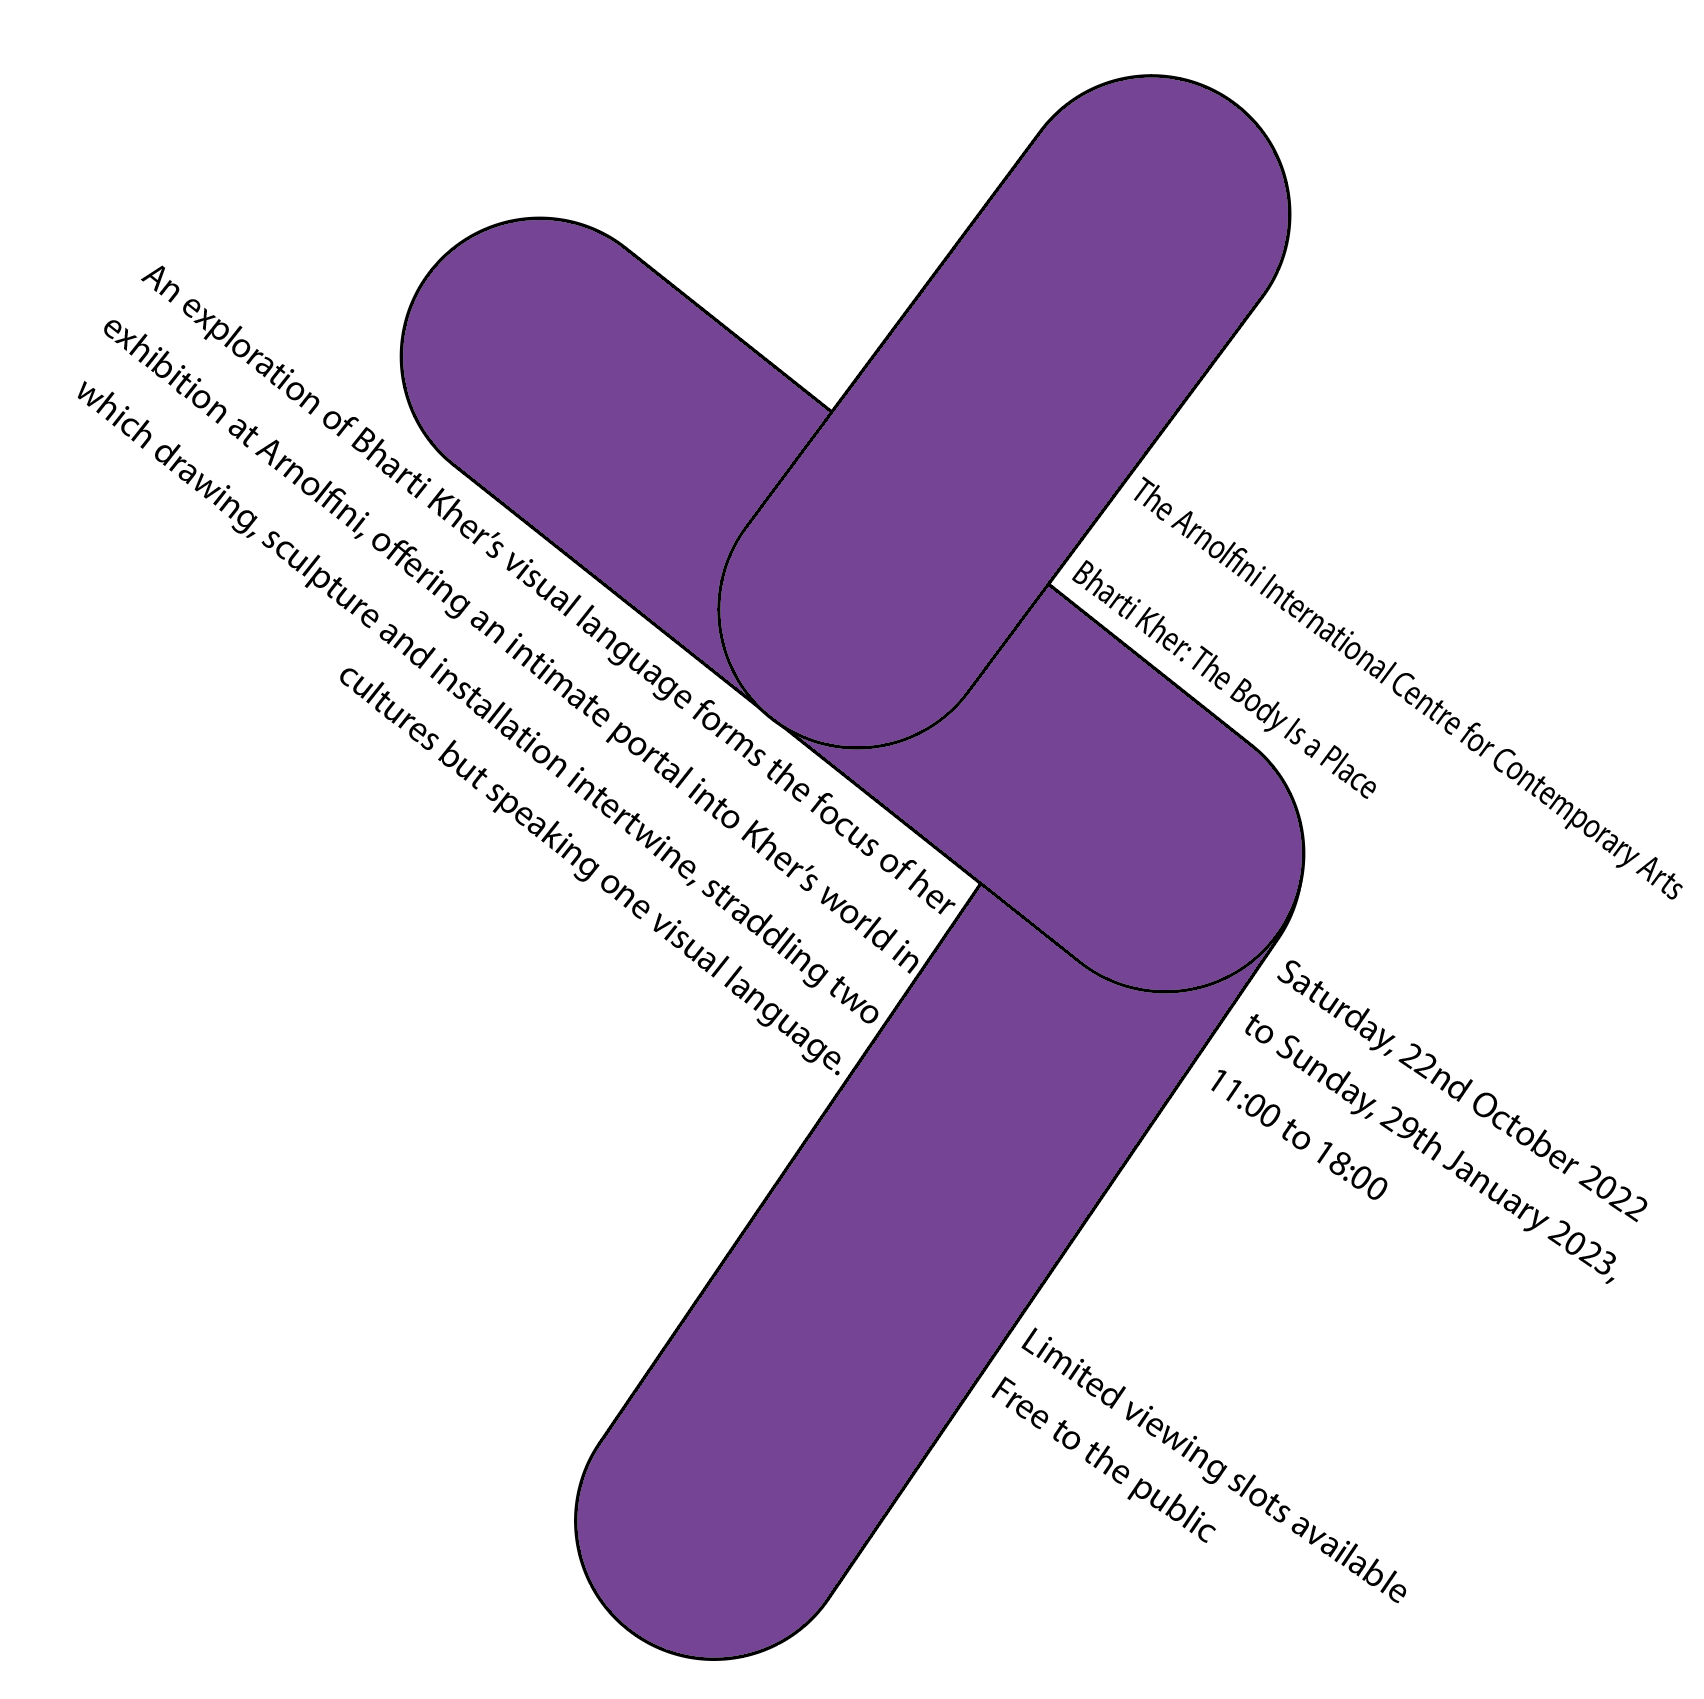 The Arnolfini International Centre for Contemporary Arts
Bharti Kher: The Body Is a Place
An exploration of Bharti Kher’s visual language forms the focus of her
exhibition at Arnolfini, offering an intimate portal into Kher’s world in
which drawing, sculpture and installation intertwine, straddling two
cultures but speaking one visual language.
Saturday, 22nd October 2022
to Sunday, 29th January 2023,
11:00 to 18:00
Limited viewing slots available
Free to the public